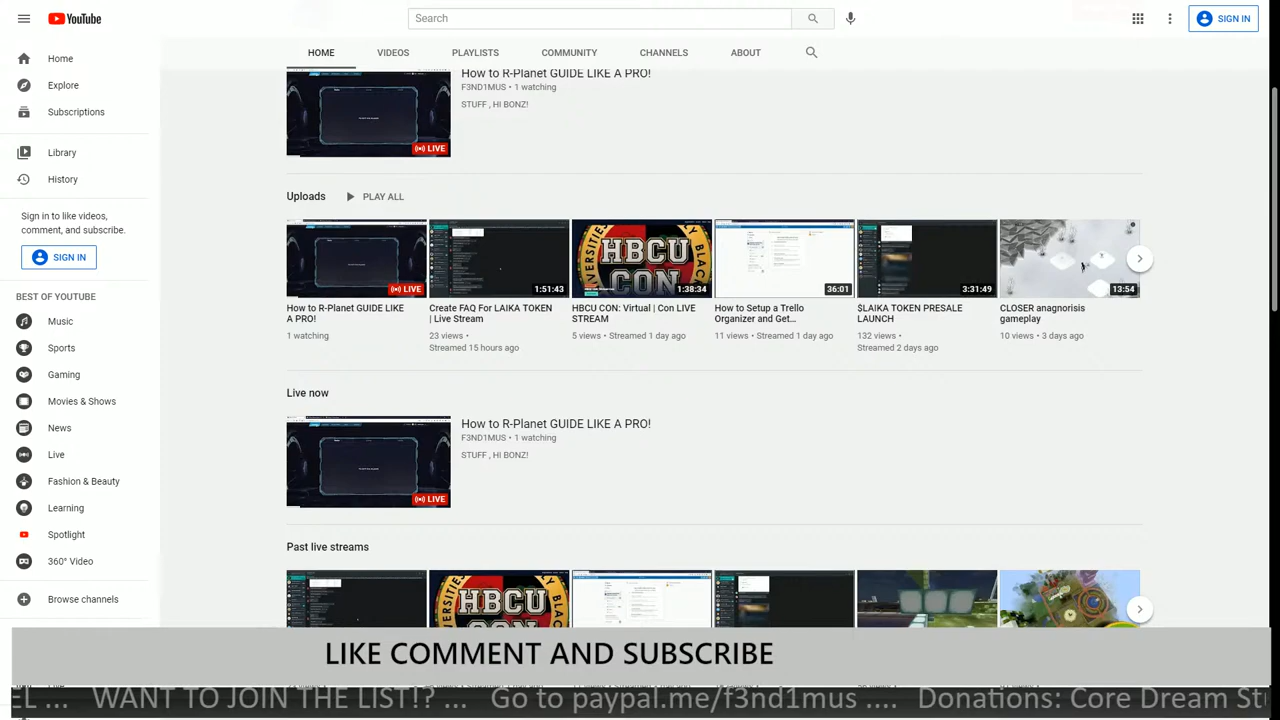 YouTube
Search
SIGN IN
HOME
VIDEOS
PLAYLISTS
COMMUNITY
CHANNELS
ABOUT
Home
Explore
Subscriptions
Library
History
Sign in to like videos,
comment, and subscribe.
SIGN IN
BEST OF YOUTUBE
Music
Sports
Gaming
Movies & Shows
News
Live
Fashion & Beauty
Learning
Spotlight
360° Video
Browse channels
How to R-Planet GUIDE LIKE A PRO!
F3ND1MUS • 1 watching
STUFF , HI BONZ!
LIVE
Uploads
PLAY ALL
LIVE
How to R-Planet GUIDE LIKE
A PRO!
1 watching
1:51:43
Create FAQ For LAIKA TOKEN
| Live Stream
23 views •
Streamed 15 hours ago
HBCU
CON
1:38:34
HBCU CON: Virtual | Con LIVE
STREAM
5 views • Streamed 1 day ago
36:01
How to Setup a Trello
Organizer and Get...
11 views • Streamed 1 day ago
3:31:49
$LAIKA TOKEN PRESALE
LAUNCH
132 views •
Streamed 2 days ago
13:54
CLOSER anagnorisis
gameplay
10 views • 3 days ago
Live now
How to R-Planet GUIDE LIKE A PRO!
F3ND1MUS • 1 watching
STUFF , HI BONZ!
LIVE
Past live streams
HBCU
LIKE COMMENT AND SUBSCRIBE
EL ... WANT TO JOIN THE LIST!? ... Go to paypal.me/f3nd1mus .... Donations: Core Dream St